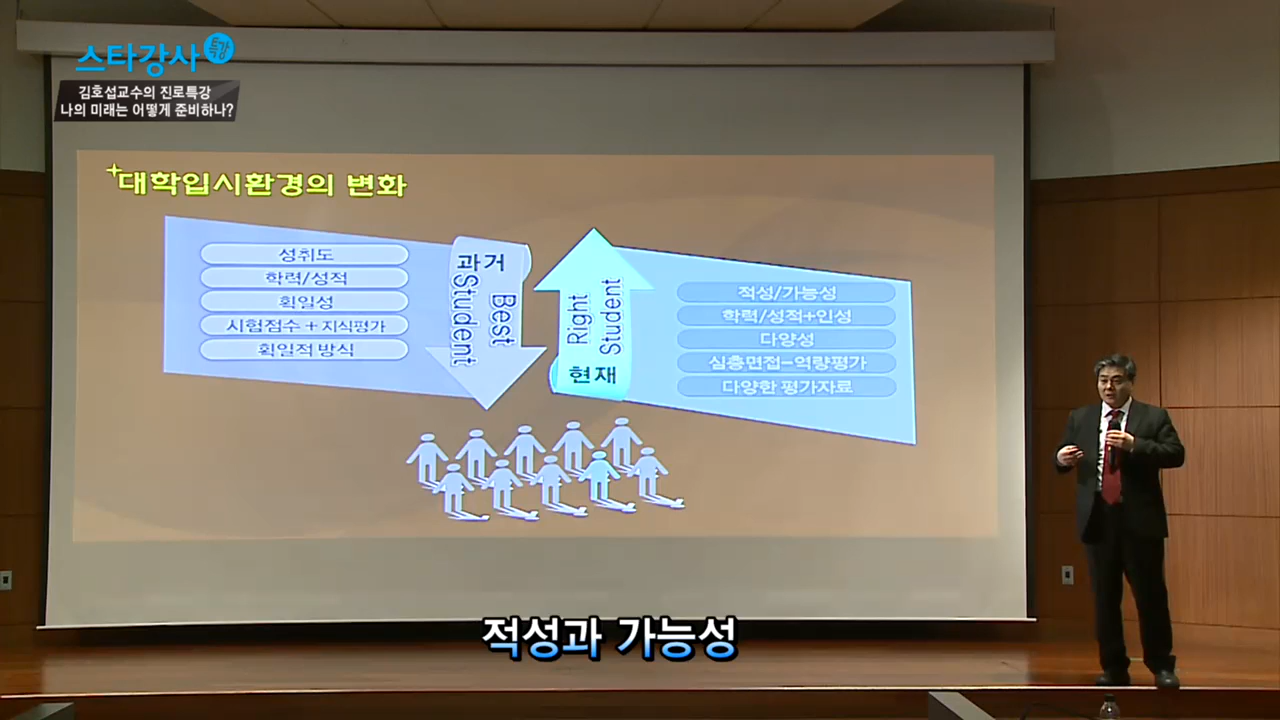 스타강사 특강
김호섭교수의 진로특강
나의 미래는 어떻게 준비하나?
대학입시환경의 변화
성취도
학력/성적
획일성
시험점수 + 지식평가
획일적 방식
과거
Best
Student
Right
Student
현재
적성/가능성
학력/성적+인성
다양성
심층면접-역량평가
다양한 평가자료
적성과 가능성